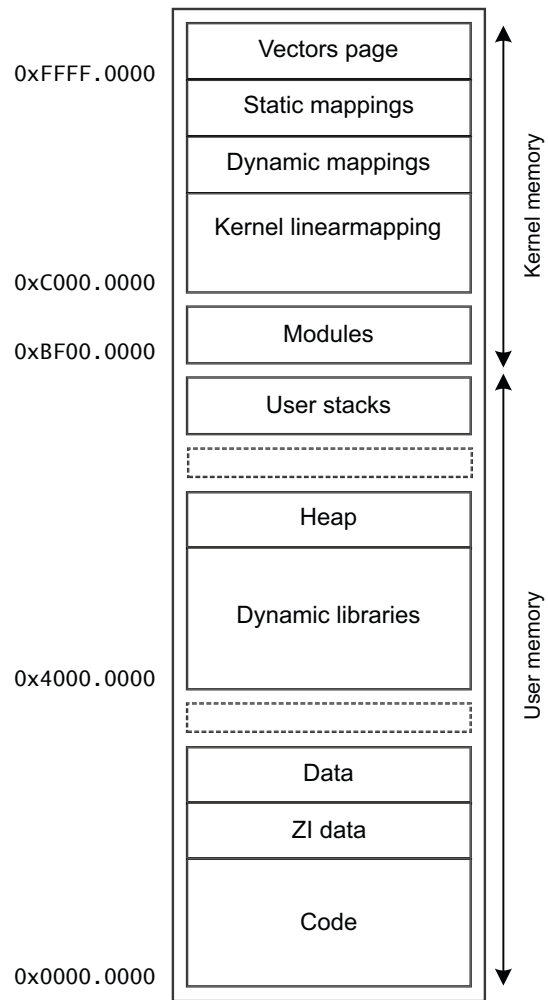 Vectors page
0xFFFF.0000
Static mappings
Dynamic mappings
Kernel linearmapping
Kernel memory
0xC000.0000
Modules
0xBF00.0000
User stacks
Heap
Dynamic libraries
User memory
0x4000.0000
Data
ZI data
Code
0x0000.0000